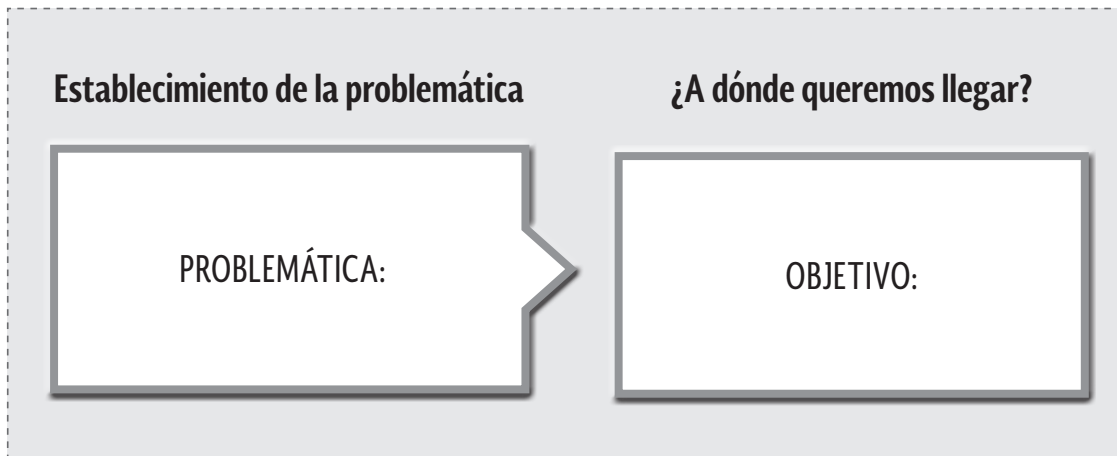 Establecimiento de la problemática
¿A dónde queremos llegar?
PROBLEMÁTICA:
OBJETIVO: